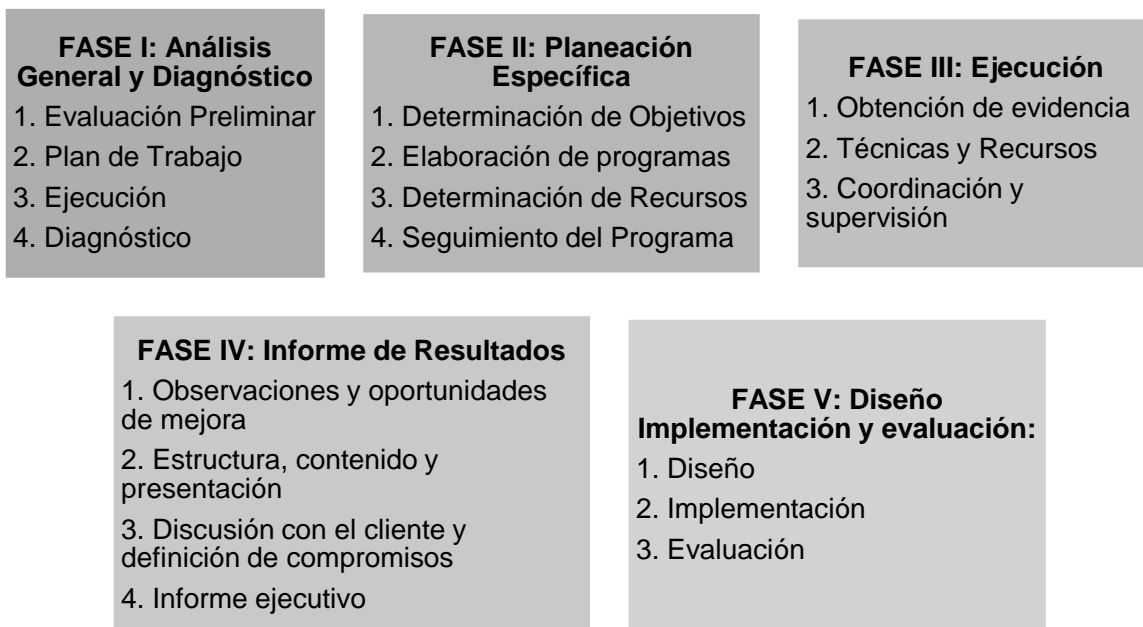 FASE I: Análisis
General y Diagnóstico
1. Evaluación Preliminar
2. Plan de Trabajo
3. Ejecución
4. Diagnóstico
FASE II: Planeación
Específica
1. Determinación de Objetivos
2. Elaboración de programas
3. Determinación de Recursos
4. Seguimiento del Programa
FASE III: Ejecución
1. Obtención de evidencia
2. Técnicas y Recursos
3. Coordinación y
supervisión
FASE IV: Informe de Resultados
1. Observaciones y oportunidades
de mejora
2. Estructura, contenido y
presentación
3. Discusión con el cliente y
definición de compromisos
4. Informe ejecutivo
FASE V: Diseño
Implementación y evaluación:
1. Diseño
2. Implementación
3. Evaluación